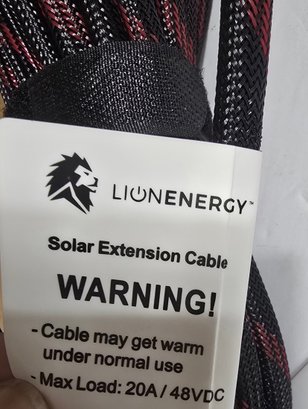 LIONENERGY™
Solar Extension Cable
WARNING!
- Cable may get warm
under normal use
- Max Load: 20A / 48VDC